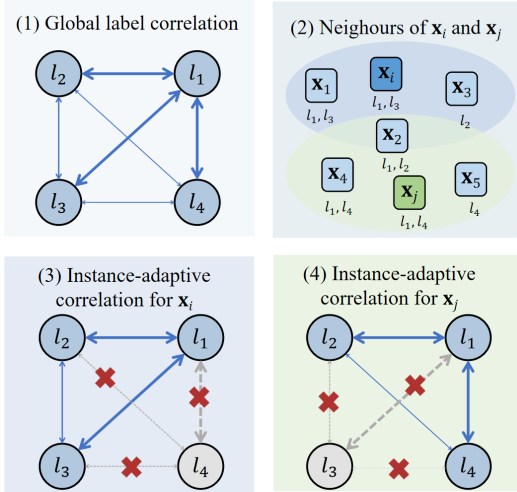 (1) Global label correlation
l₂ l₁
l₃ l₄
(2) Neighours of xᵢ and xⱼ
x₁ xᵢ x₃
l₁, l₃ l₁, l₃ l₂
x₂
l₁, l₂
x₄ xⱼ x₅
l₁, l₄ l₁, l₄ l₄
(3) Instance-adaptive
correlation for xᵢ
l₂ l₁
l₃ l₄
(4) Instance-adaptive
correlation for xⱼ
l₂ l₁
l₃ l₄